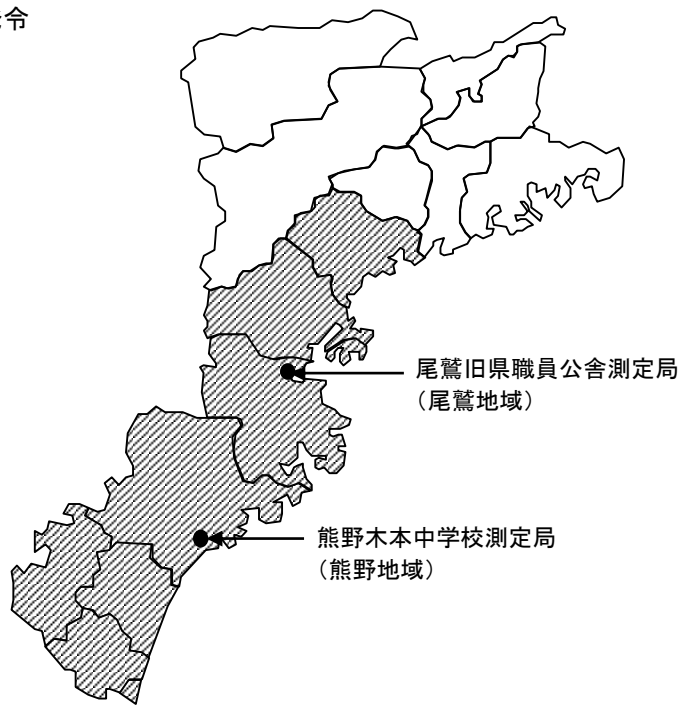 令
尾鷲旧県職員公舎測定局
（尾鷲地域）
熊野木本中学校測定局
（熊野地域）